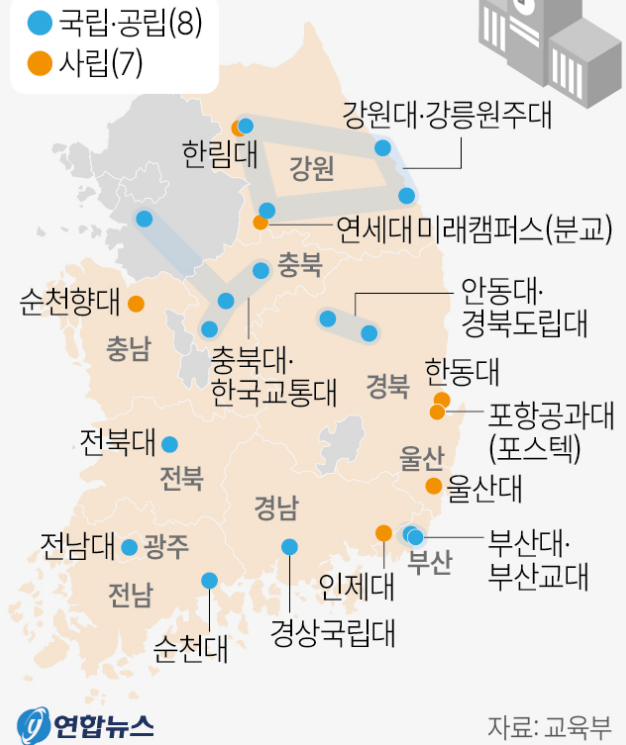 국립·공립(8)
사립(7)
강원대·강릉원주대
한림대
강원
연세대 미래캠퍼스(분교)
충북
순천향대
안동대·
경북도립대
충남
충북대·
한국교통대
경북
한동대
포항공과대
(포스텍)
전북대
전북
울산
울산대
경남
전남대
광주
부산대·
부산교대
부산
인제대
전남
경상국립대
순천대
연합뉴스
자료: 교육부